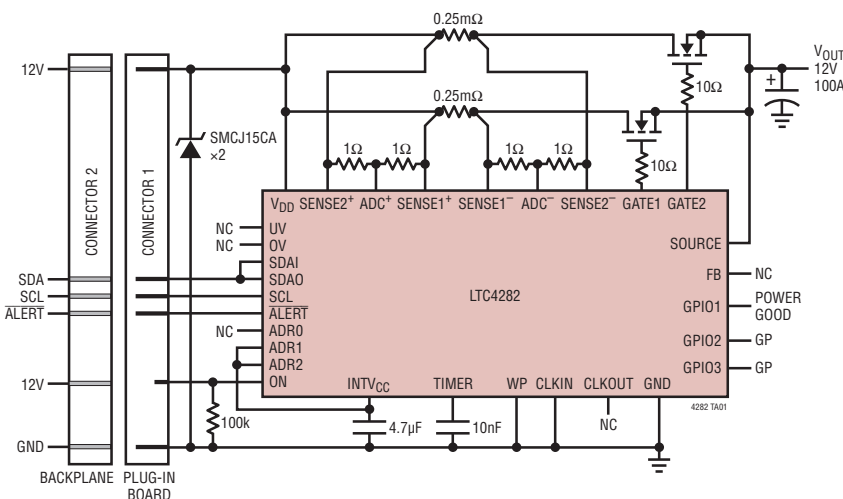 0.25mΩ
12V
10Ω
V_OUT
12V
100A
+
0.25mΩ
SMCJ15CA
×2
1Ω 1Ω 1Ω 1Ω
10Ω
CONNECTOR 2
CONNECTOR 1
V_DD SENSE2+ ADC+ SENSE1+ SENSE1− ADC− SENSE2− GATE1 GATE2
NC UV
NC OV
SOURCE
SDAI
SDA SDAO
FB NC
SCL SCL
LTC4282
GPIO1 POWER
GOOD
ALERT ALERT
NC ADR0
ADR1
GPIO2 GP
ADR2
GPIO3 GP
12V ON
INTV_CC TIMER WP CLKIN CLKOUT GND
4282 TA01
100k
4.7µF
10nF
NC
GND
BACKPLANE PLUG-IN
BOARD